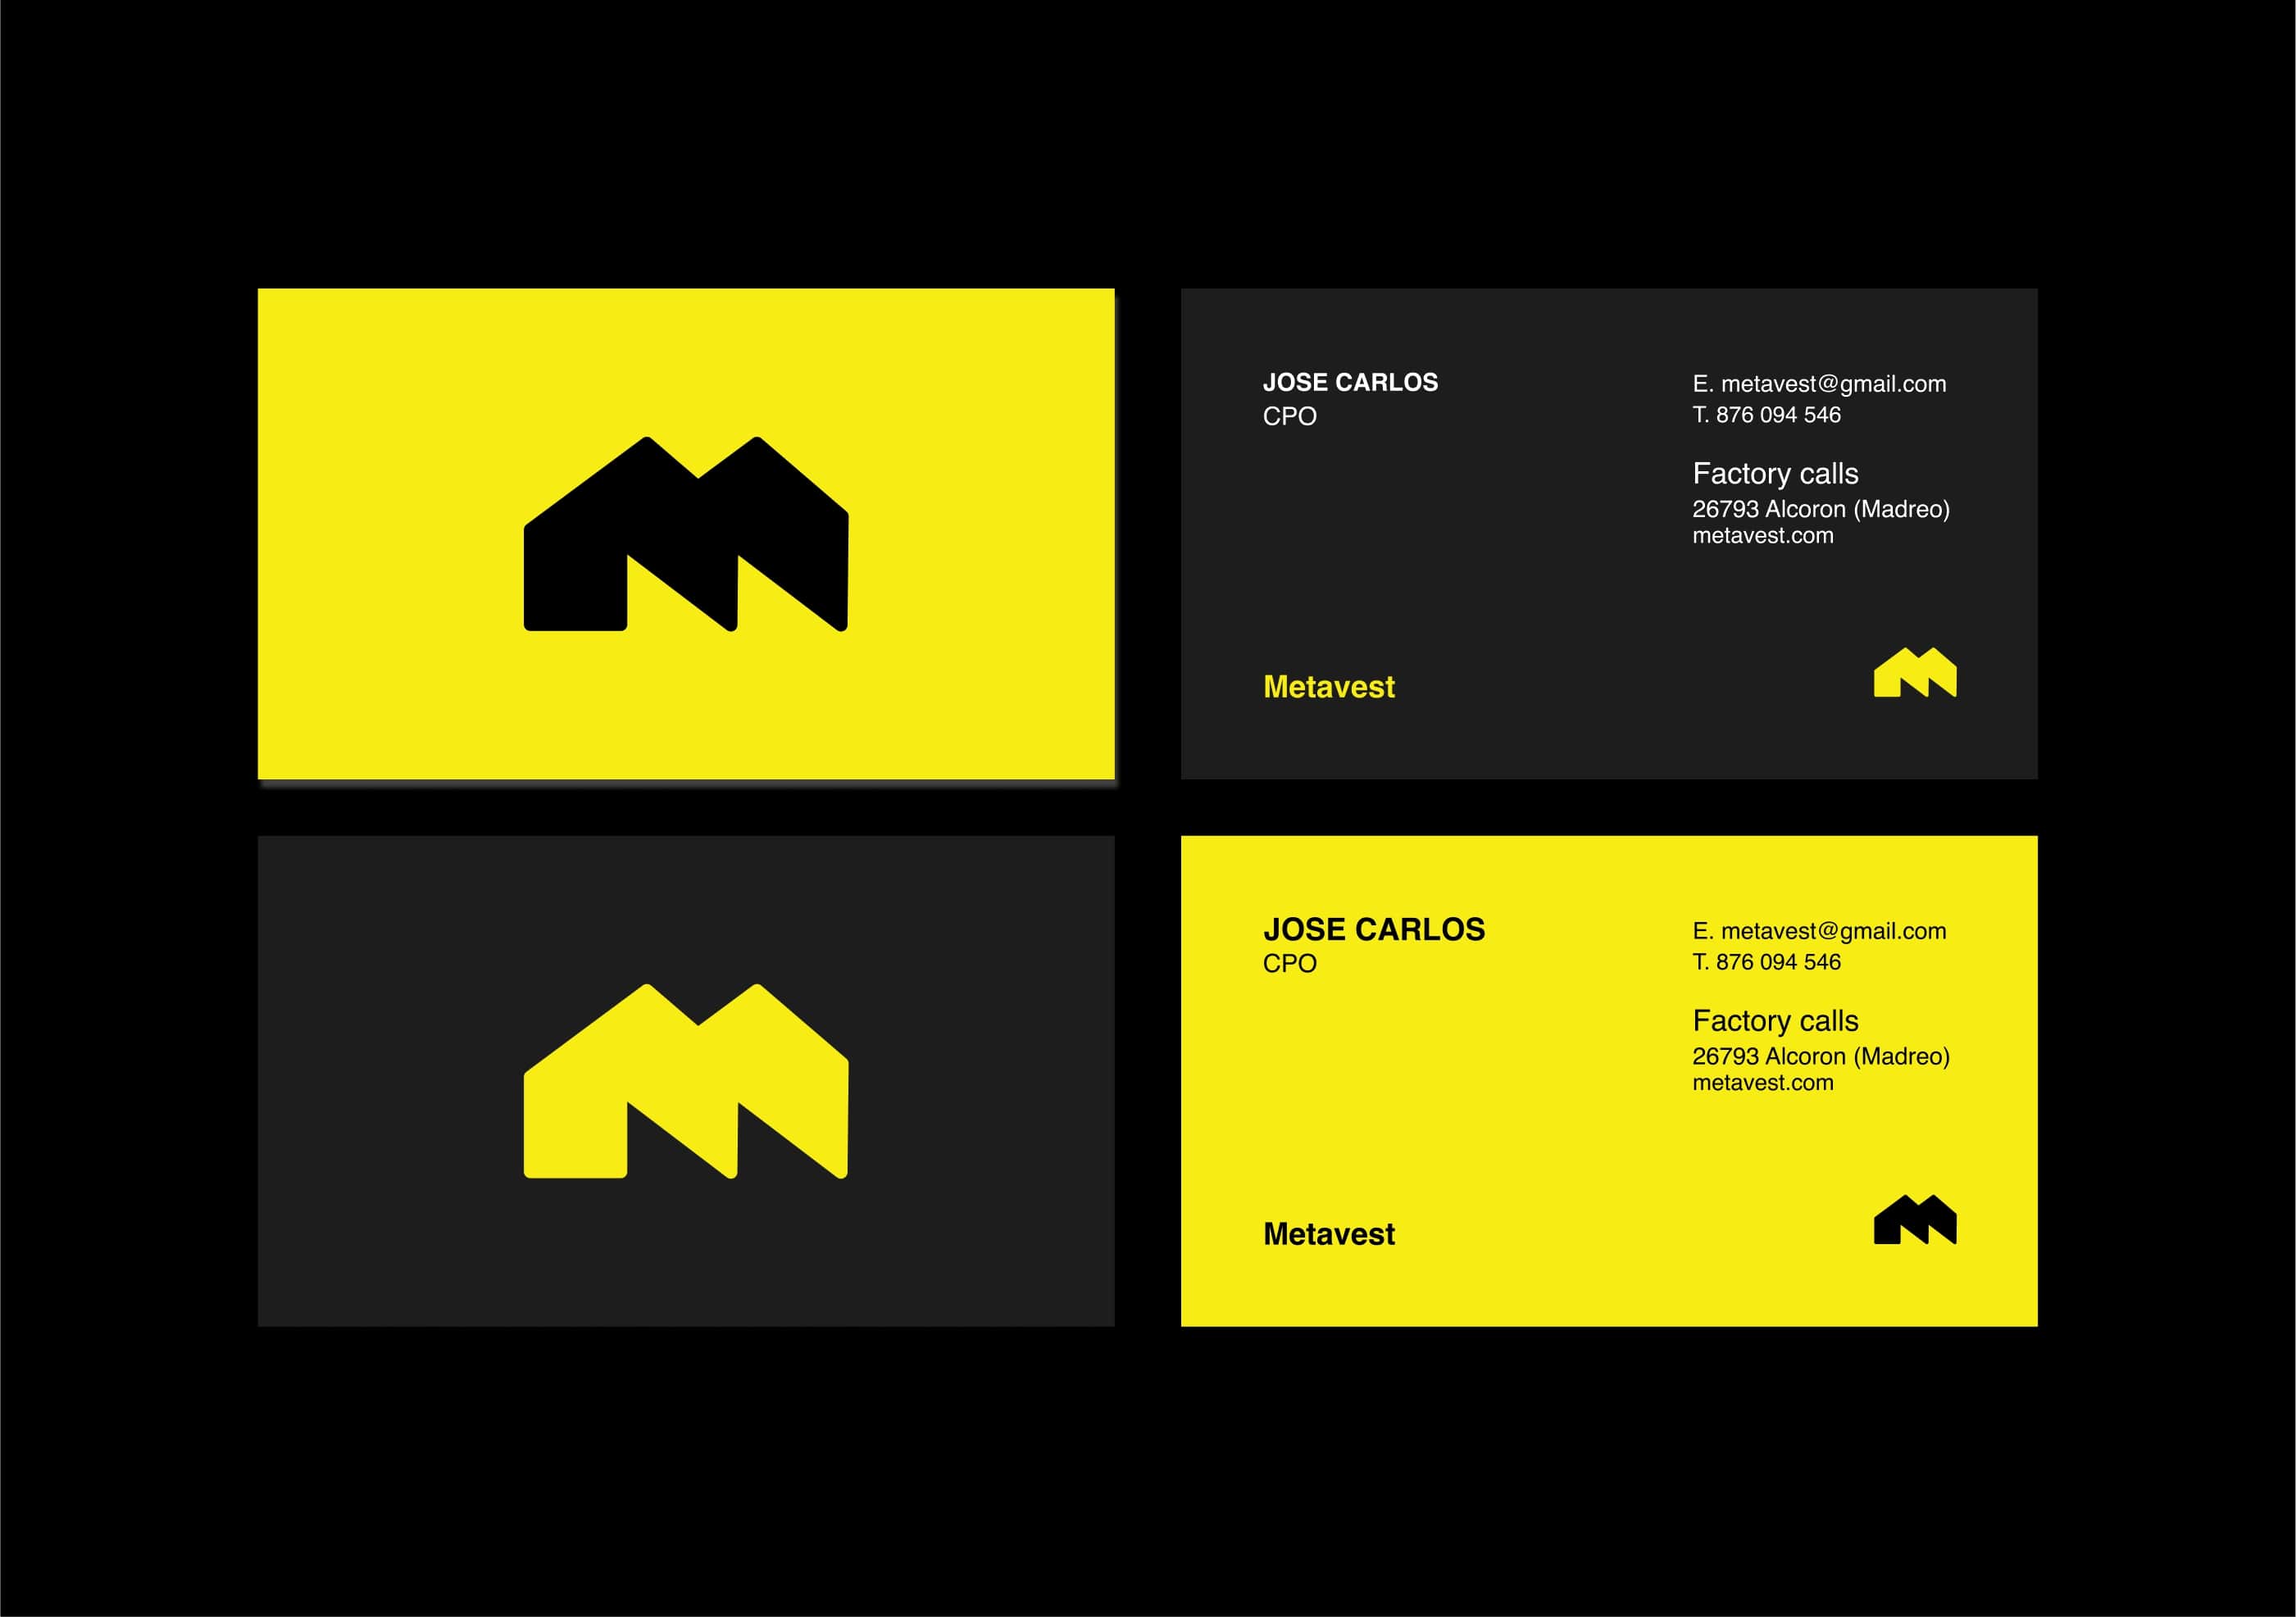 JOSE CARLOS
CPO
E. metavest@gmail.com
T. 876 094 546
Factory calls
26793 Alcoron (Madreo)
metavest.com
Metavest
JOSE CARLOS
CPO
E. metavest@gmail.com
T. 876 094 546
Factory calls
26793 Alcoron (Madreo)
metavest.com
Metavest